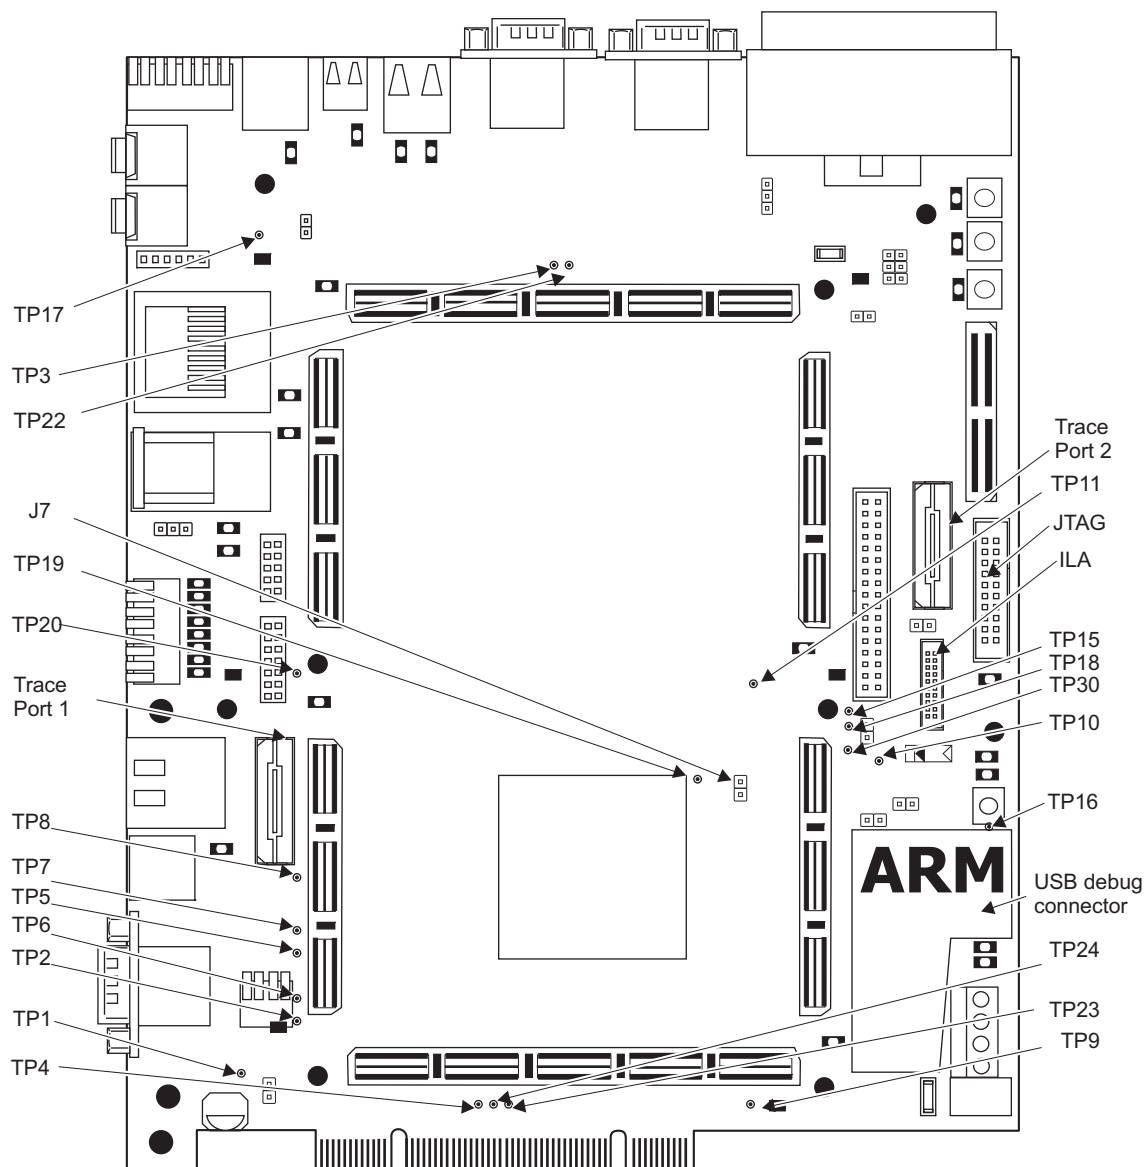 TP17
TP3
TP22
J7
TP19
TP20
Trace
Port 1
TP8
TP7
TP5
TP6
TP2
TP1
TP4
Trace
Port 2
TP11
JTAG
ILA
TP15
TP18
TP30
TP10
TP16
ARM
USB debug
connector
TP24
TP23
TP9